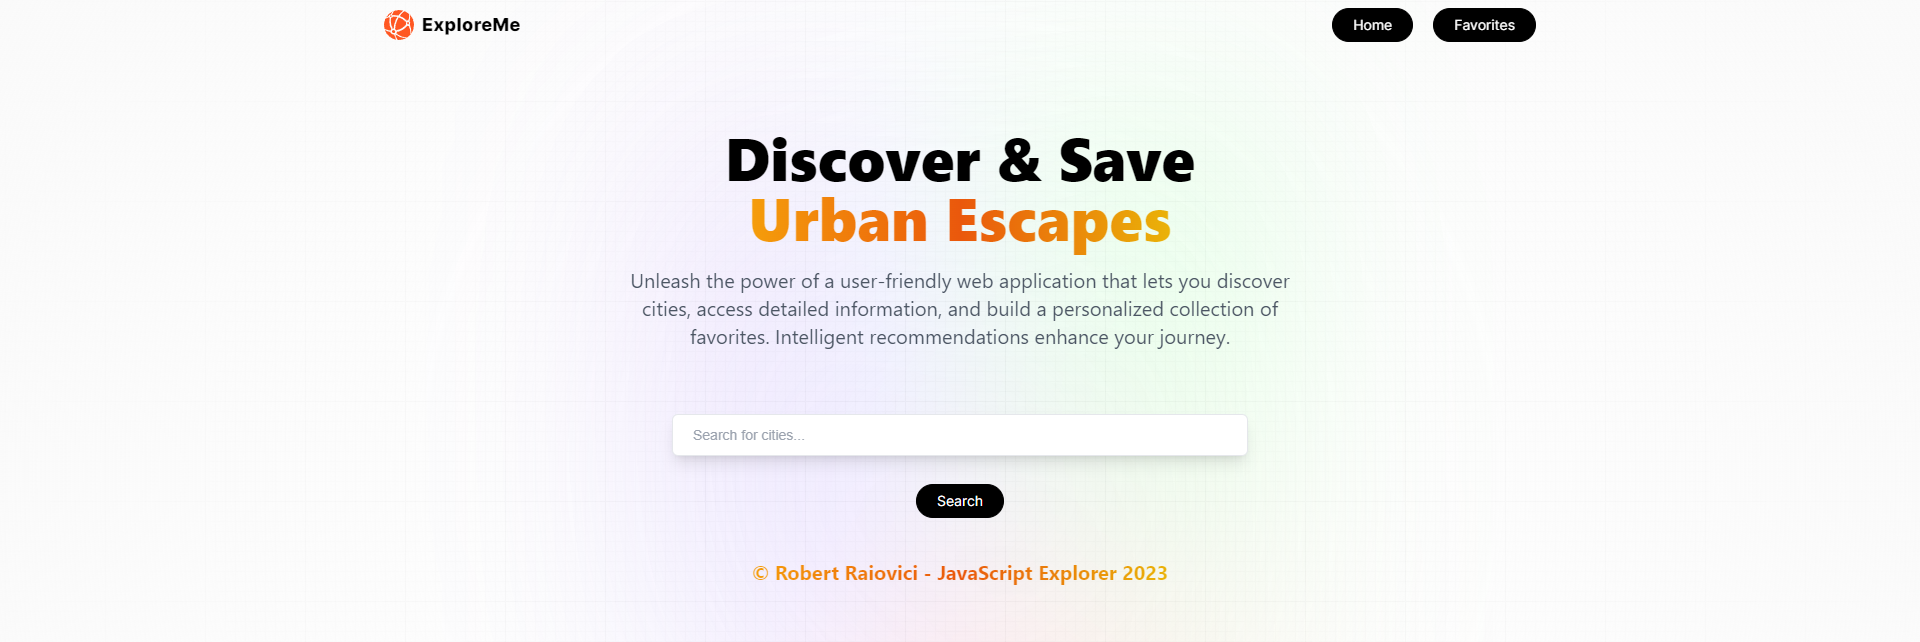 ExploreMe
Home
Favorites
Discover & Save
Urban Escapes
Unleash the power of a user-friendly web application that lets you discover
cities, access detailed information, and build a personalized collection of
favorites. Intelligent recommendations enhance your journey.
Search for cities...
Search
© Robert Raiovici - JavaScript Explorer 2023